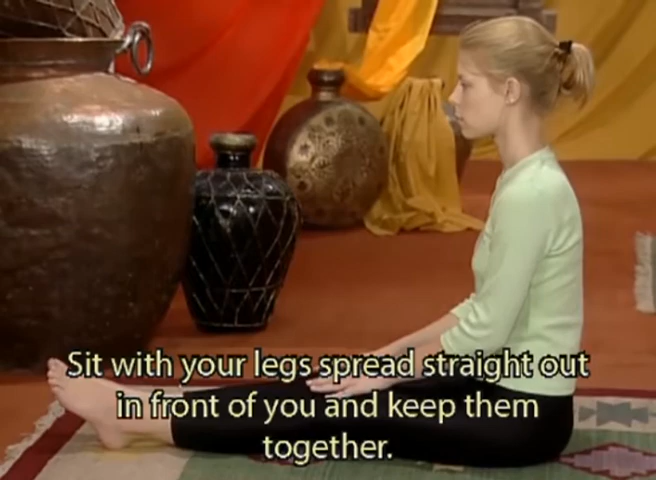 Sit with your legs spread straight out
in front of you and keep them
together.